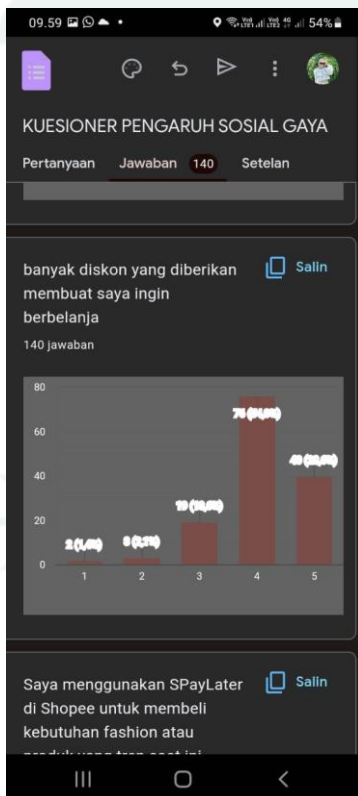 09.59
54%
KUESIONER PENGARUH SOSIAL GAYA
Pertanyaan Jawaban 140 Setelan
banyak diskon yang diberikan
membuat saya ingin
berbelanja
Salin
140 jawaban
80
60
40
20
0
1 2 3 4 5
Saya menggunakan SPayLater
di Shopee untuk membeli
kebutuhan fashion atau
Salin